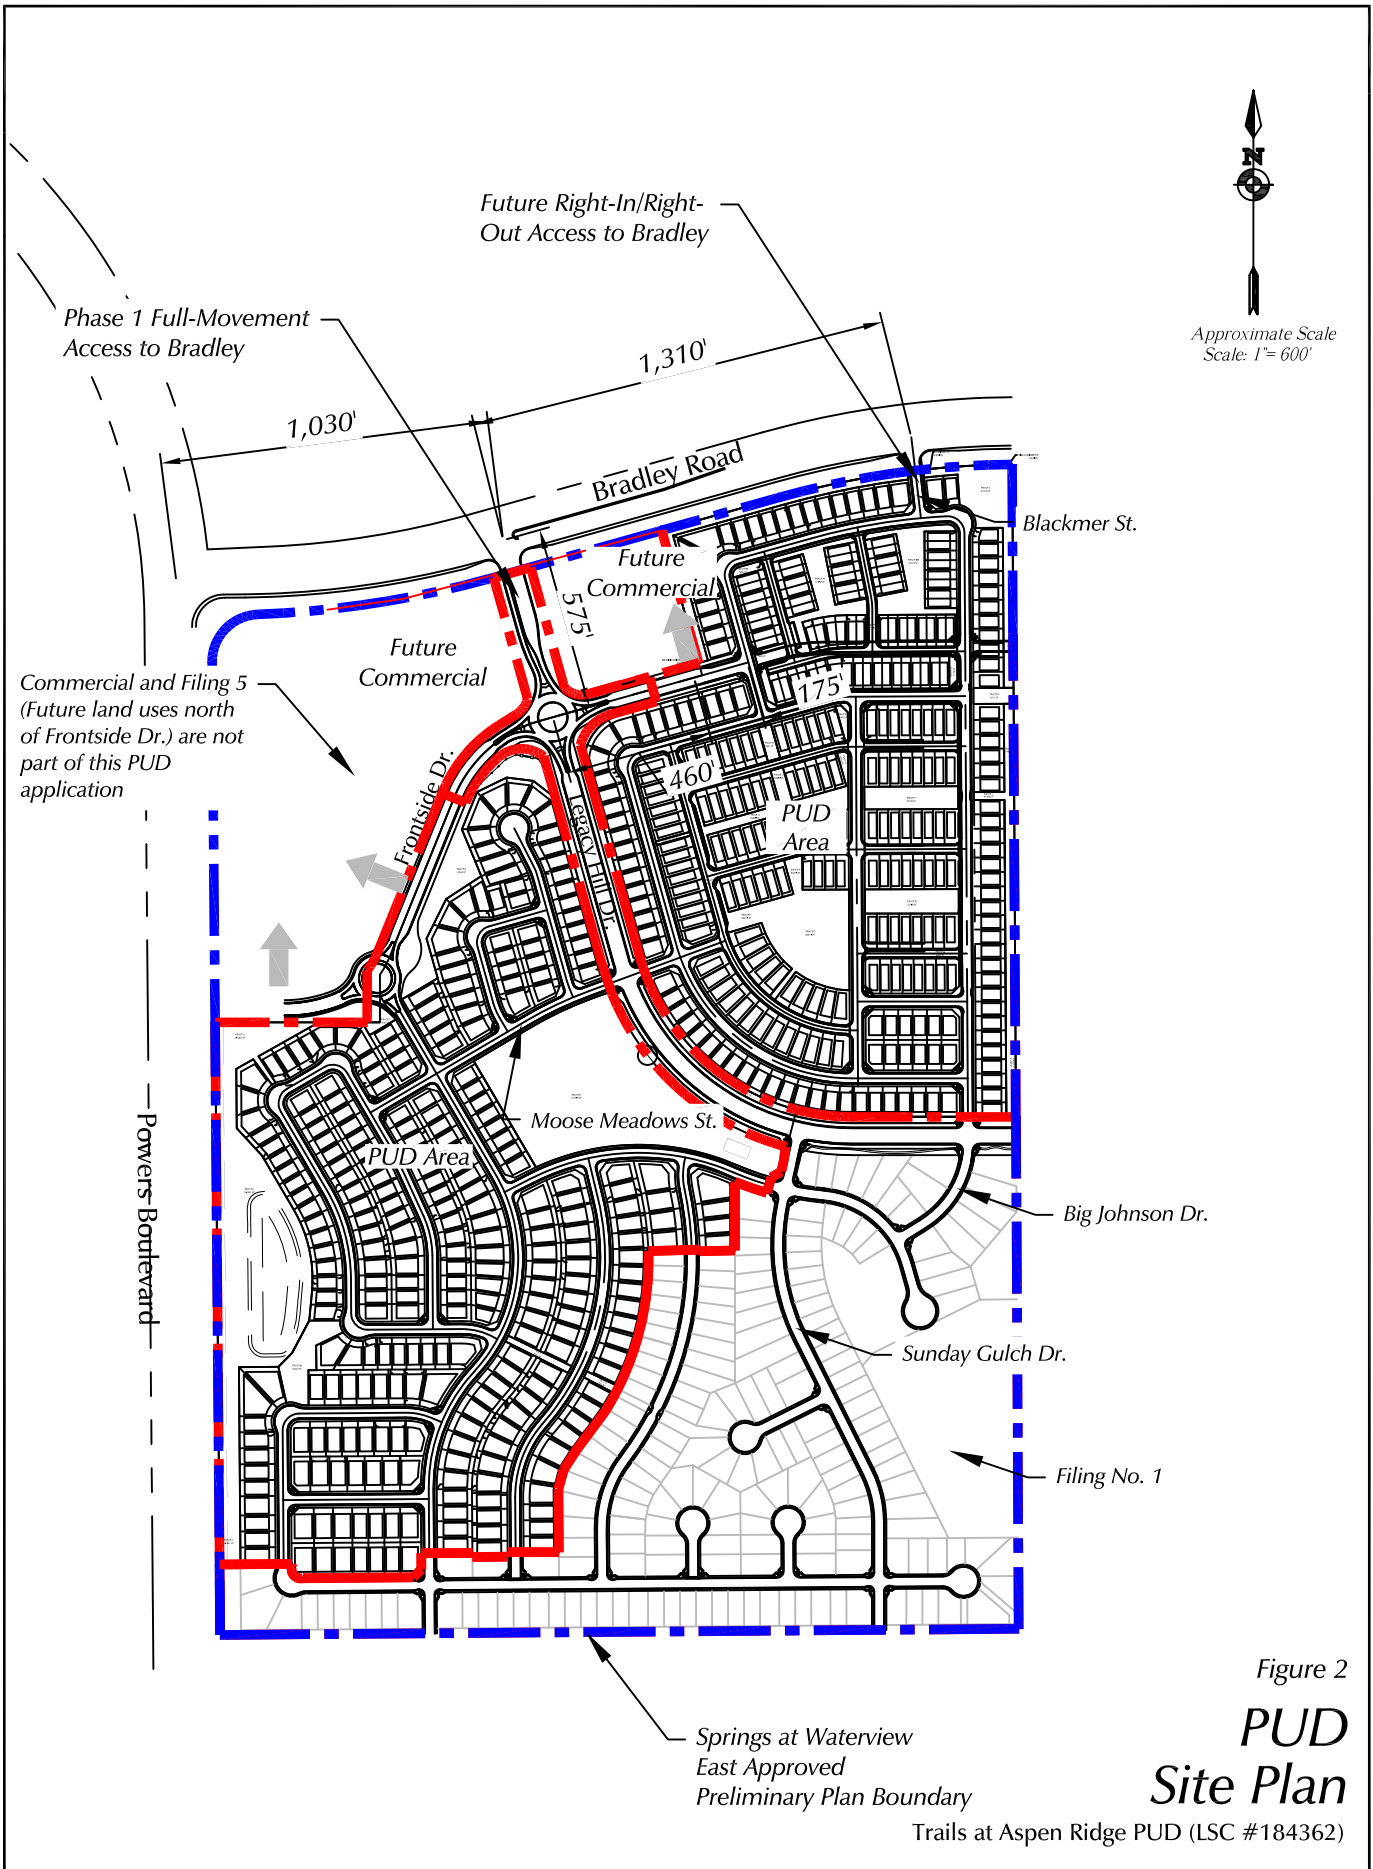 N
Approximate Scale
Scale: 1"= 600'
Future Right-In/Right-
Out Access to Bradley
Phase 1 Full-Movement
Access to Bradley
1,310'
1,030'
Bradley Road
Blackmer St.
Future
Commercial
575'
Future
Commercial
Commercial and Filing 5
(Future land uses north
of Frontside Dr.) are not
part of this PUD
application
175'
460'
Frontside Dr.
Legacy Hill Dr.
PUD
Area
Moose Meadows St.
PUD Area
Powers Boulevard
Big Johnson Dr.
Sunday Gulch Dr.
Filing No. 1
Springs at Waterview
East Approved
Preliminary Plan Boundary
Figure 2
PUD
Site Plan
Trails at Aspen Ridge PUD (LSC #184362)